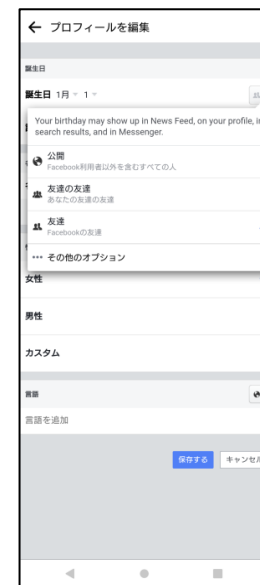 プロフィールを編集
誕生日
誕生日 1月 1
Your birthday may show up in News Feed, on your profile, in
search results, and in Messenger.
公開
Facebook利用者以外を含むすべての人
友達の友達
あなたの友達の友達
友達
Facebookの友達
その他のオプション
女性
男性
カスタム
言語
言語を追加
保存する キャンセル